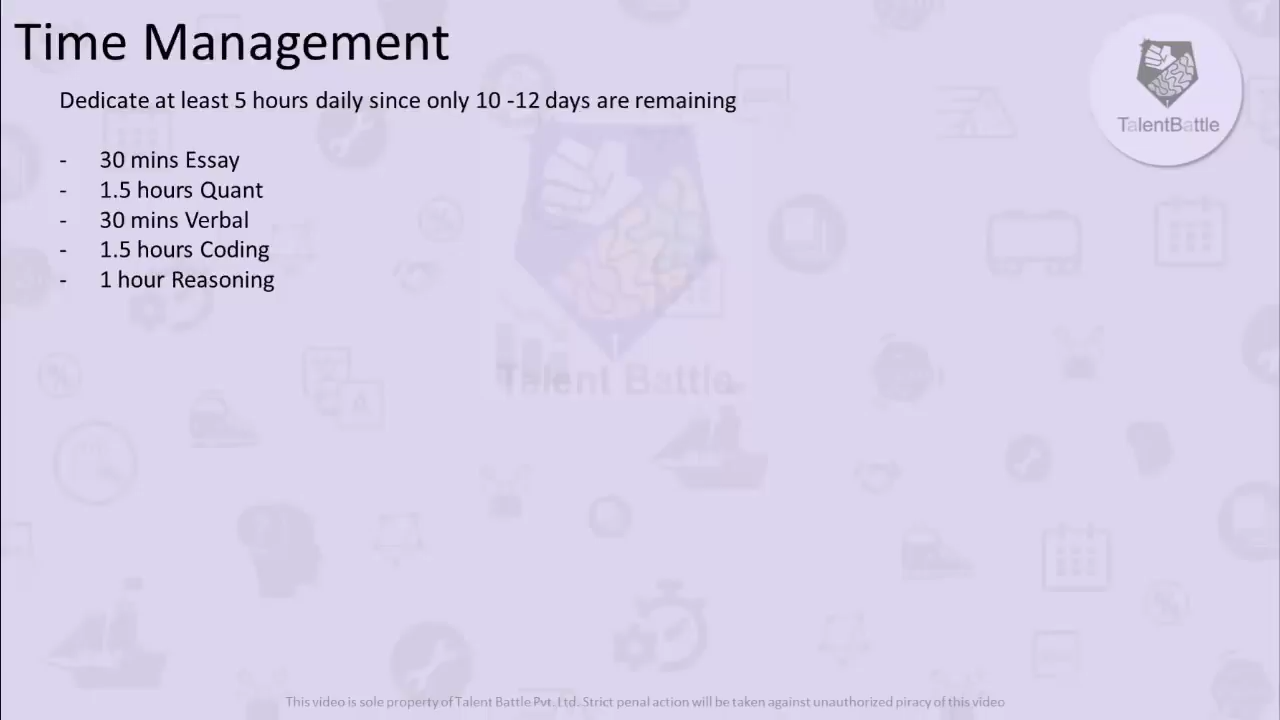 Time Management
TalentBattle
Dedicate at least 5 hours daily since only 10 -12 days are remaining
- 30 mins Essay
- 1.5 hours Quant
- 30 mins Verbal
- 1.5 hours Coding
- 1 hour Reasoning
Talent Battle
This video is sole property of Talent Battle Pvt. Ltd. Strict penal action will be taken against unauthorized piracy of this video